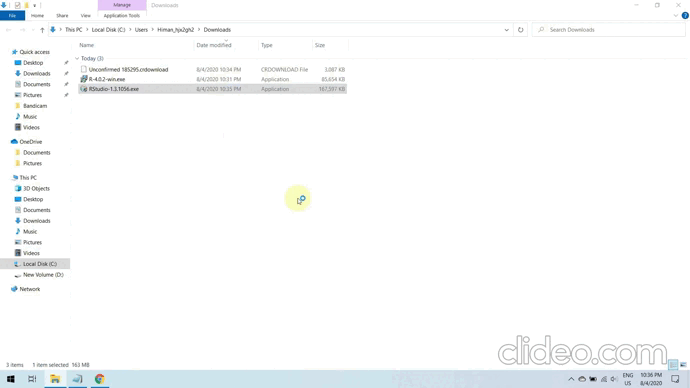 Manage
Downloads
File
Home
Share
View
Application Tools
This PC > Local Disk (C:) > Users > Himan_hjx2gh2 > Downloads
Search Downloads
Name
Date modified
Type
Size
Today (3)
Unconfirmed 185295.crdownload
8/4/2020 10:34 PM
CRDOWNLOAD File
3,087 KB
R-4.0.2-win.exe
8/4/2020 10:31 PM
Application
85,654 KB
RStudio-1.3.1056.exe
8/4/2020 10:35 PM
Application
167,597 KB
Quick access
Desktop
Downloads
Documents
Pictures
Bandicam
Music
Videos
OneDrive
Documents
Pictures
This PC
3D Objects
Desktop
Documents
Downloads
Music
Pictures
Videos
Local Disk (C:)
New Volume (D:)
Network
clideo.com
3 items
1 item selected 163 MB
ENG
US
10:36 PM
8/4/2020